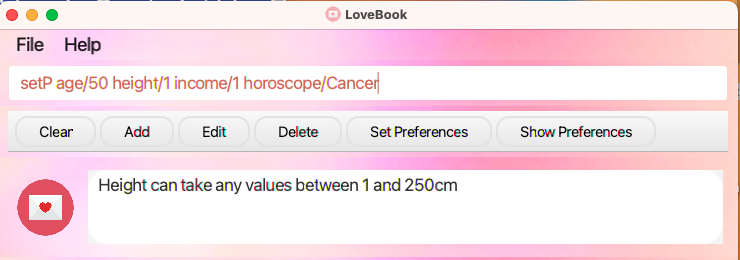 LoveBook
File Help
setP age/50 height/1 income/1 horoscope/Cancer
Clear Add Edit Delete Set Preferences Show Preferences
Height can take any values between 1 and 250cm